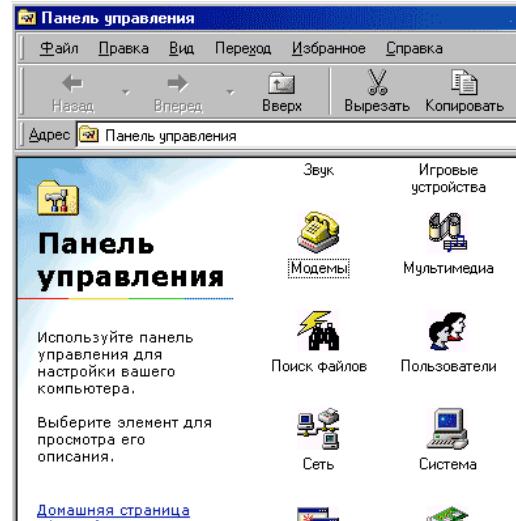 Панель управления
Файл Правка Вид Переход Избранное Справка
Назад Вперед Вверх Вырезать Копировать
Адрес Панель управления
Звук
Игровые
устройства
Панель
управления
Модемы
Мультимедиа
Используйте панель
управления для
настройки вашего
компьютера.
Поиск файлов
Пользователи
Выберите элемент для
просмотра его
описания.
Сеть
Система
Домашняя страница